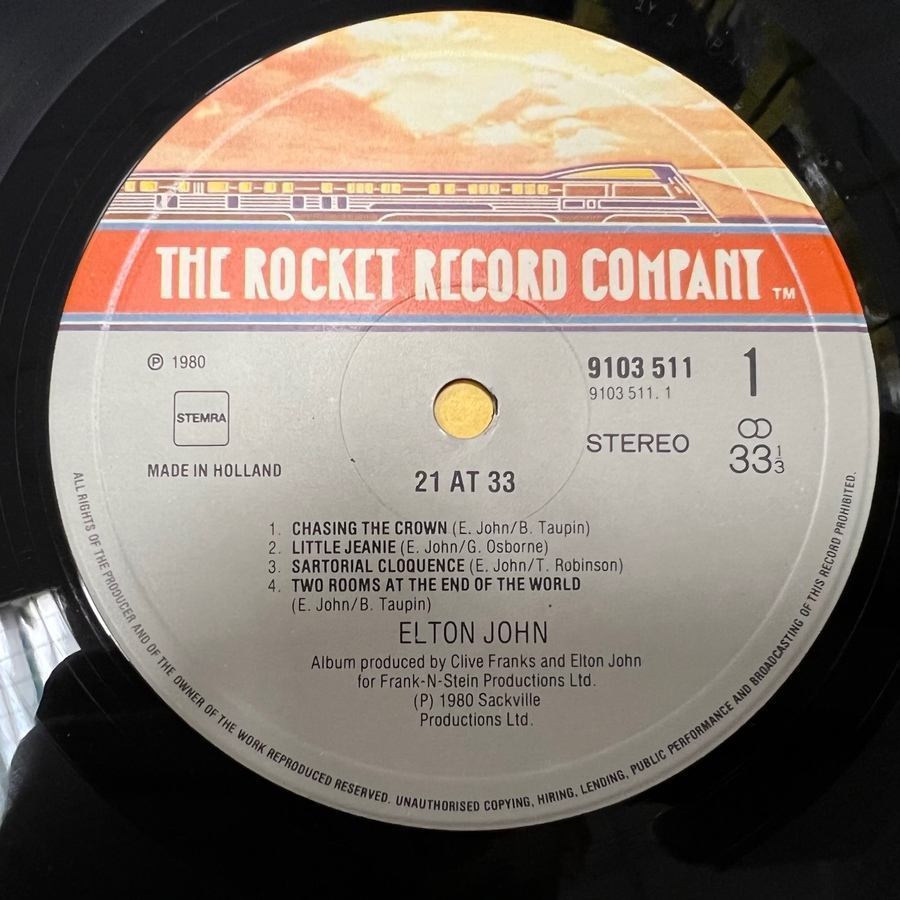 THE ROCKET RECORD COMPANY TM
℗ 1980
STEMRA
MADE IN HOLLAND
9103 511
9103 511. 1
1
STEREO
33 1/3
21 AT 33
1. CHASING THE CROWN (E. John/B. Taupin)
2. LITTLE JEANIE (E. John/G. Osborne)
3. SARTORIAL CLOQUENCE (E. John/T. Robinson)
4. TWO ROOMS AT THE END OF THE WORLD
(E. John/B. Taupin)
ELTON JOHN
Album produced by Clive Franks and Elton John
for Frank-N-Stein Productions Ltd.
(P) 1980 Sackville
Productions Ltd.
ALL RIGHTS OF THE PRODUCER AND OF THE OWNER OF THE WORK REPRODUCED RESERVED. UNAUTHORISED COPYING, HIRING, LENDING, PUBLIC PERFORMANCE AND BROADCASTING OF THIS RECORD PROHIBITED.